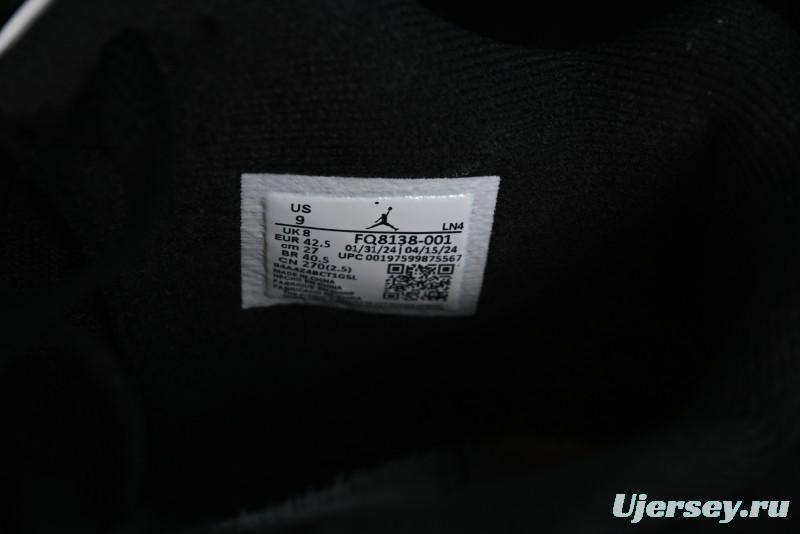 US
9
LN4
UK 8
EUR 42.5
cm 27
BR 40.5
CN 270(2.5)
FQ8138-001
01/31/24 | 04/15/24
UPC 00197599875567
MADE IN CHINA
Ujersey.ru